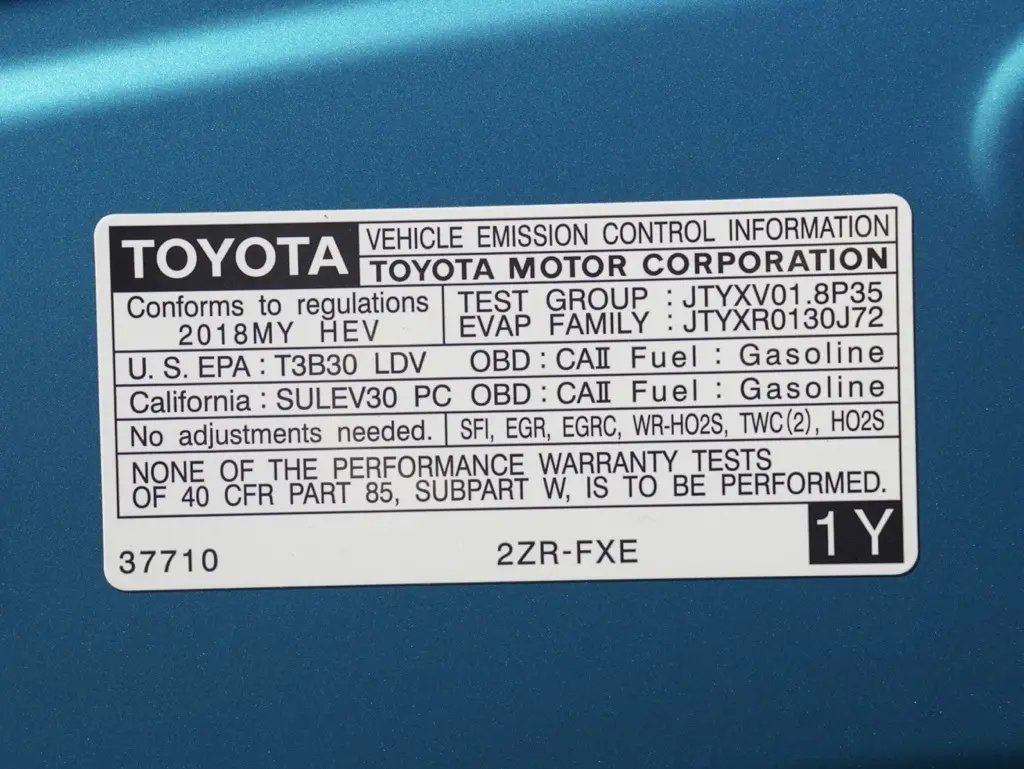 TOYOTA
VEHICLE EMISSION CONTROL INFORMATION
TOYOTA MOTOR CORPORATION
Conforms to regulations
2018MY HEV
TEST GROUP : JTYXV01.8P35
EVAP FAMILY : JTYXR0130J72
U.S. EPA : T3B30 LDV OBD : CAII Fuel : Gasoline
California : SULEV30 PC OBD : CAII Fuel : Gasoline
No adjustments needed.
SFI, EGR, EGRC, WR-HO2S, TWC(2), HO2S
NONE OF THE PERFORMANCE WARRANTY TESTS
OF 40 CFR PART 85, SUBPART W, IS TO BE PERFORMED.
37710
2ZR-FXE
1Y